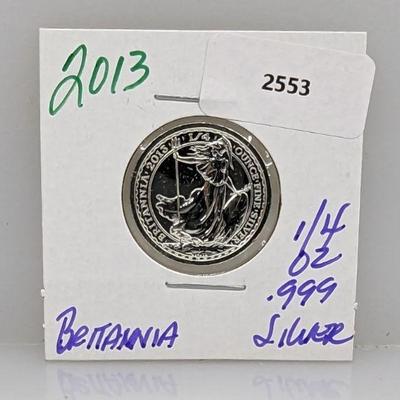 2013
2553
BRITANNIA · 2013 · 1/4 OUNCE FINE SILVER
1/4
OZ
.999
BRITANNIA SILVER